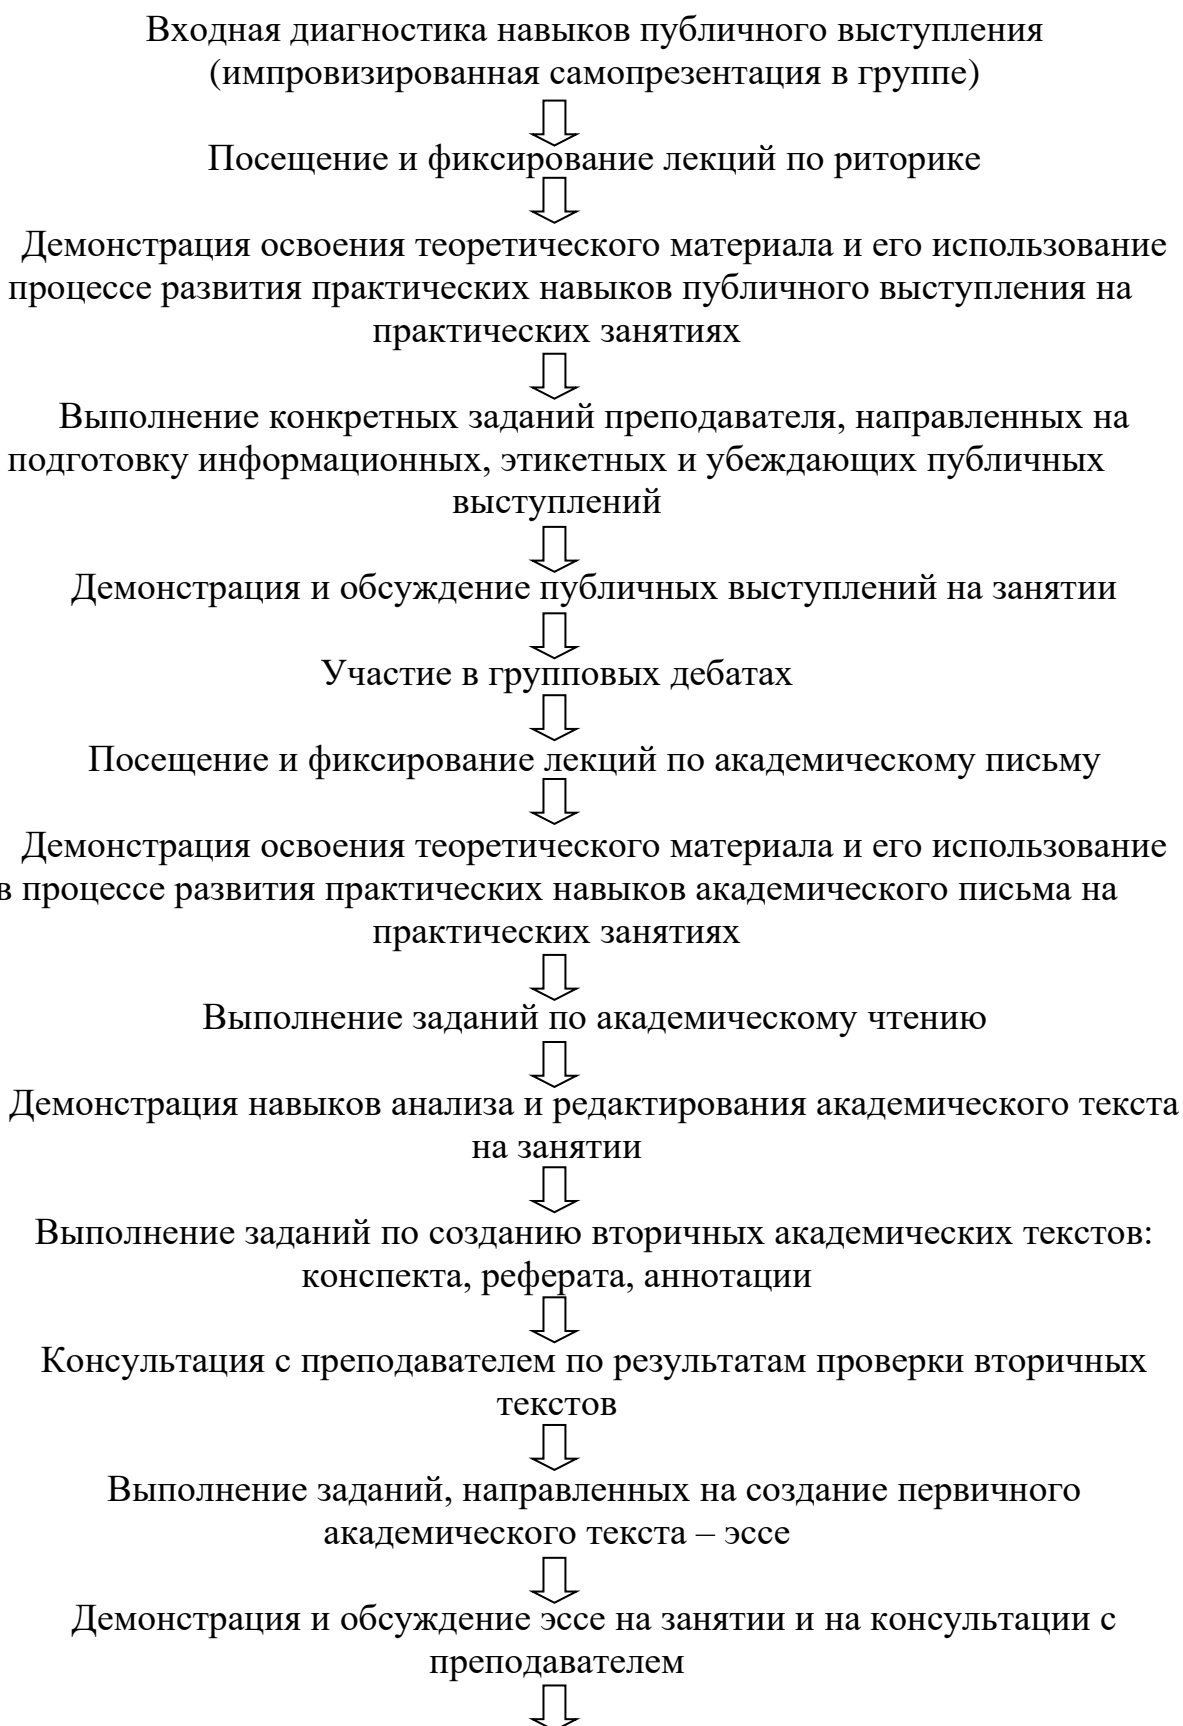 Входная диагностика навыков публичного выступления
(импровизированная самопрезентация в группе)
Посещение и фиксирование лекций по риторике
Демонстрация освоения теоретического материала и его использование
процессе развития практических навыков публичного выступления на
практических занятиях
Выполнение конкретных заданий преподавателя, направленных на
подготовку информационных, этикетных и убеждающих публичных
выступлений
Демонстрация и обсуждение публичных выступлений на занятии
Участие в групповых дебатах
Посещение и фиксирование лекций по академическому письму
Демонстрация освоения теоретического материала и его использование
в процессе развития практических навыков академического письма на
практических занятиях
Выполнение заданий по академическому чтению
Демонстрация навыков анализа и редактирования академического текста
на занятии
Выполнение заданий по созданию вторичных академических текстов:
конспекта, реферата, аннотации
Консультация с преподавателем по результатам проверки вторичных
текстов
Выполнение заданий, направленных на создание первичного
академического текста – эссе
Демонстрация и обсуждение эссе на занятии и на консультации с
преподавателем